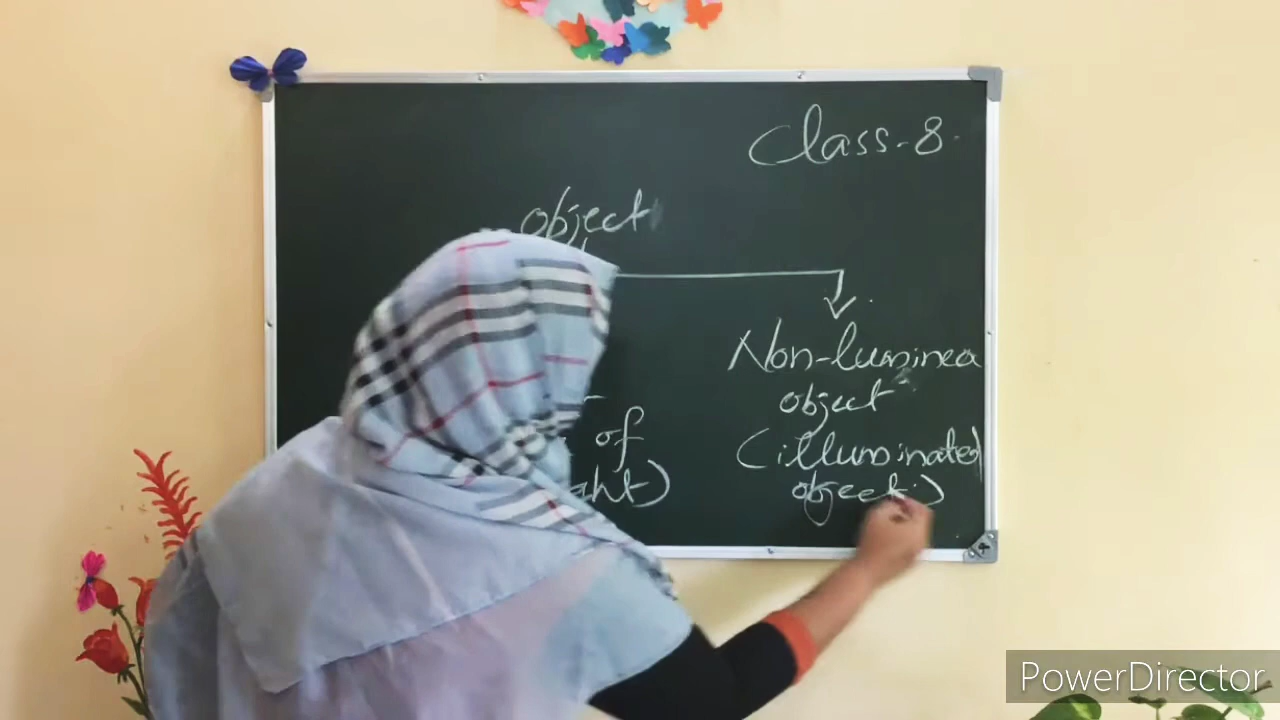 Class-8
object
Non-luminea
object
(illuminated
object)
of
ght)
PowerDirector